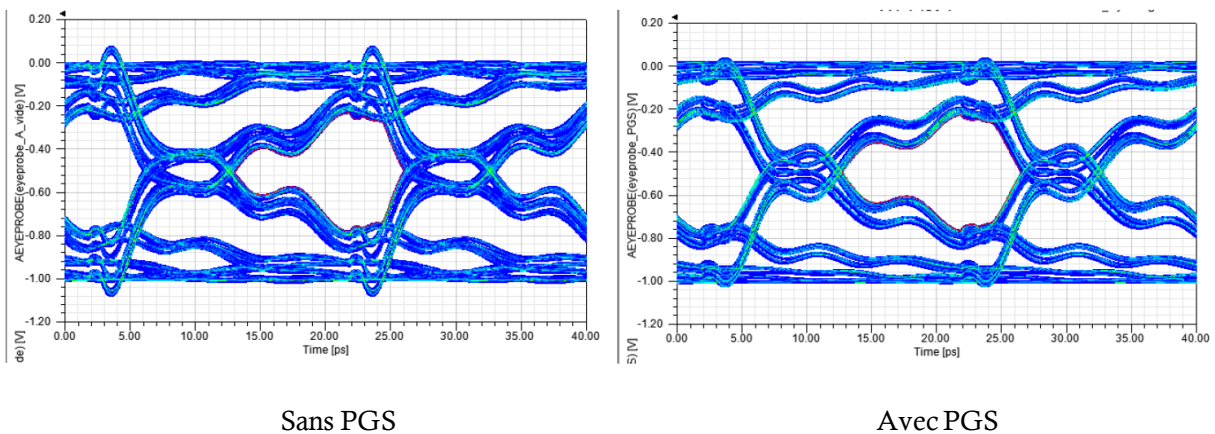 0.20
0.00
-0.20
-0.40
-0.60
-0.80
-1.00
-1.20
AEYEPROBE(eyeprobe_A_vide) [V]
de) [V]
0.00 5.00 10.00 15.00 20.00 25.00 30.00 35.00 40.00
Time [ps]
0.20
0.00
-0.20
-0.40
-0.60
-0.80
-1.00
-1.20
AEYEPROBE(eyeprobe_PGS) [V]
S) [V]
0.00 5.00 10.00 15.00 20.00 25.00 30.00 35.00 40.00
Time [ps]
Sans PGS
Avec PGS